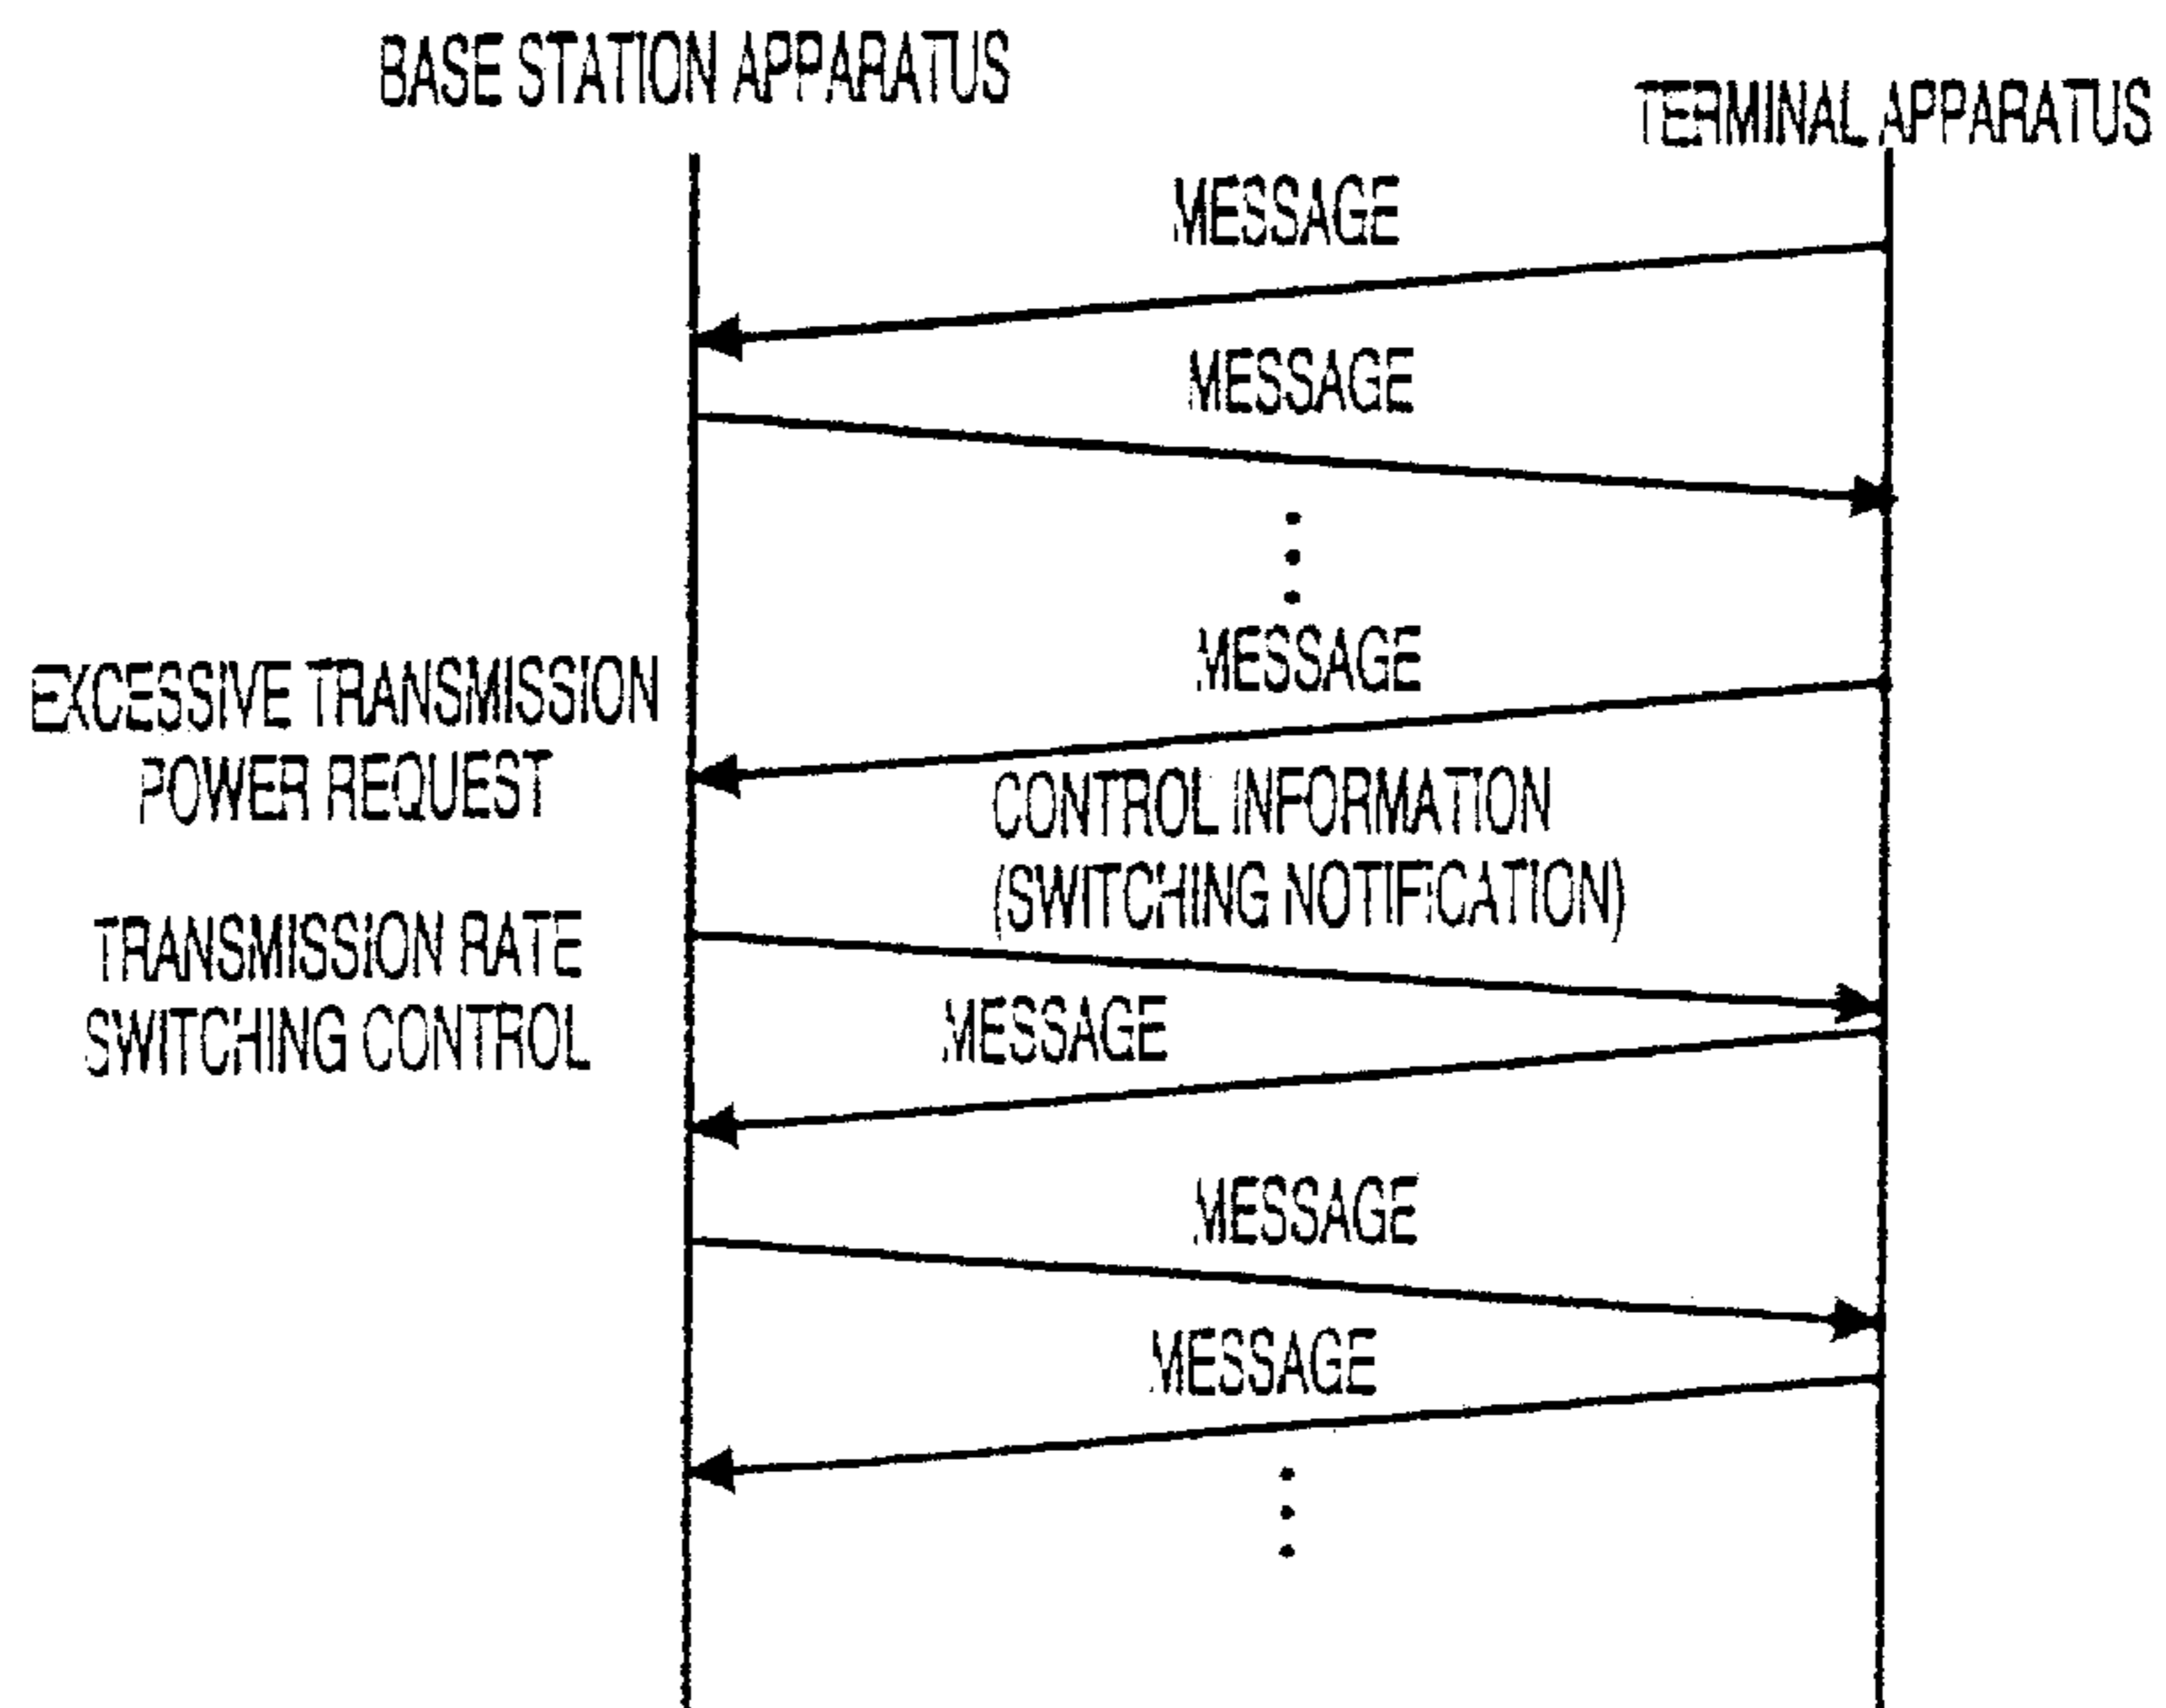 BASE STATION APPARATUS
TERMINAL APPARATUS
MESSAGE
MESSAGE
MESSAGE
EXCESSIVE TRANSMISSION
POWER REQUEST
CONTROL INFORMATION
(SWITCHING NOTIFICATION)
TRANSMISSION RATE
SWITCHING CONTROL
MESSAGE
MESSAGE
MESSAGE